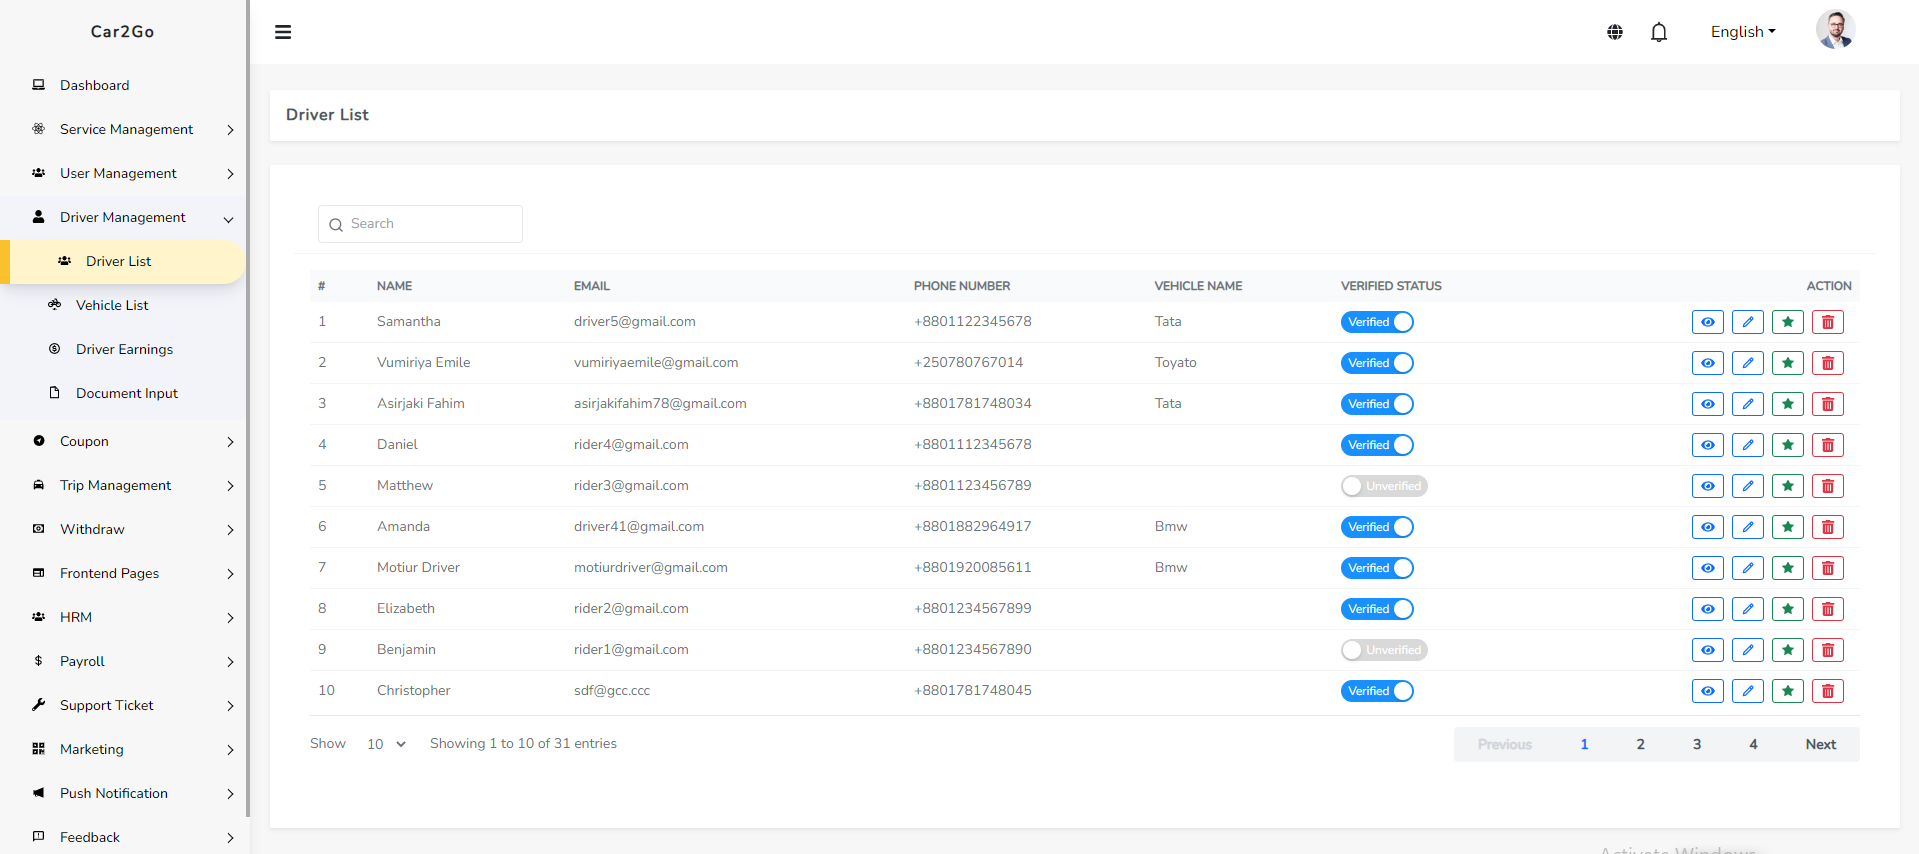 Car2Go
English
Dashboard
Service Management
User Management
Driver Management
Driver List
Vehicle List
Driver Earnings
Document Input
Coupon
Trip Management
Withdraw
Frontend Pages
HRM
Payroll
Support Ticket
Marketing
Push Notification
Feedback
Driver List
Search
# NAME EMAIL PHONE NUMBER VEHICLE NAME VERIFIED STATUS ACTION
1 Samantha driver5@gmail.com +8801122345678 Tata Verified
2 Vumiriya Emile vumiriyaemile@gmail.com +250780767014 Toyato Verified
3 Asirjaki Fahim asirjakifahim78@gmail.com +8801781748034 Tata Verified
4 Daniel rider4@gmail.com +8801112345678 Verified
5 Matthew rider3@gmail.com +8801123456789 Unverified
6 Amanda driver41@gmail.com +8801882964917 Bmw Verified
7 Motiur Driver motiurdriver@gmail.com +8801920085611 Bmw Verified
8 Elizabeth rider2@gmail.com +8801234567899 Verified
9 Benjamin rider1@gmail.com +8801234567890 Unverified
10 Christopher sdf@gcc.ccc +8801781748045 Verified
Show 10 Showing 1 to 10 of 31 entries Previous 1 2 3 4 Next
Activate Windows